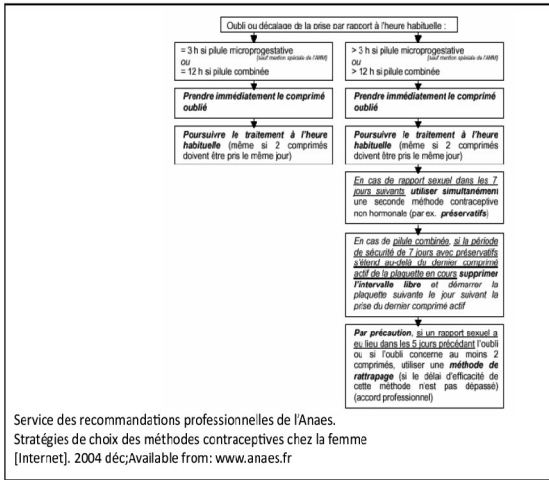 Oubli ou décalage de la prise par rapport à l'heure habituelle :
= 3 h si pilule microprogestative
[sauf mention spéciale de l'AMM]
ou
= 12 h si pilule combinée
Prendre immédiatement le comprimé
oublié
Poursuivre le traitement à l'heure
habituelle (même si 2 comprimés
doivent être pris le même jour)
> 3 h si pilule microprogestative
[sauf mention spéciale de l'AMM]
ou
> 12 h si pilule combinée
Prendre immédiatement le comprimé
oublié
Poursuivre le traitement à l'heure
habituelle (même si 2 comprimés
doivent être pris le même jour)
En cas de rapport sexuel dans les 7
jours suivants utiliser simultanément
une seconde méthode contraceptive
non hormonale (par ex. préservatifs)
En cas de pilule combinée, si la période
de sécurité de 7 jours avec préservatifs
s'étend au-delà du dernier comprimé
actif de la plaquette en cours supprimer
l'intervalle libre et démarrer la
plaquette suivante le jour suivant la
prise du dernier comprimé actif
Par précaution, si un rapport sexuel a
eu lieu dans les 5 jours précédant l'oubli
ou si l'oubli concerne au moins 2
comprimés, utiliser une méthode de
rattrapage (si le délai d'efficacité de
cette méthode n'est pas dépassé)
(accord professionnel)
Service des recommandations professionnelles de l'Anaes.
Stratégies de choix des méthodes contraceptives chez la femme
[Internet]. 2004 déc;Available from: www.anaes.fr